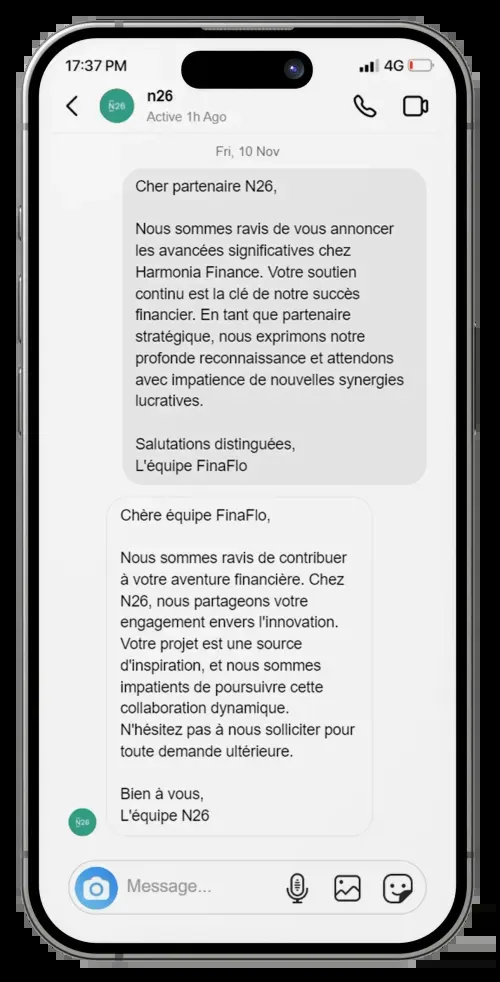 17:37 PM
4G
n26
N26
Active 1h Ago
Fri, 10 Nov
Cher partenaire N26,
Nous sommes ravis de vous annoncer
les avancées significatives chez
Harmonia Finance. Votre soutien
continu est la clé de notre succès
financier. En tant que partenaire
stratégique, nous exprimons notre
profonde reconnaissance et attendons
avec impatience de nouvelles synergies
lucratives.
Salutations distinguées,
L'équipe FinaFlo
Chère équipe FinaFlo,
Nous sommes ravis de contribuer
à votre aventure financière. Chez
N26, nous partageons votre
engagement envers l'innovation.
Votre projet est une source
d'inspiration, et nous sommes
impatients de poursuivre cette
collaboration dynamique.
N'hésitez pas à nous solliciter pour
toute demande ultérieure.
Bien à vous,
L'équipe N26
N26
Message...